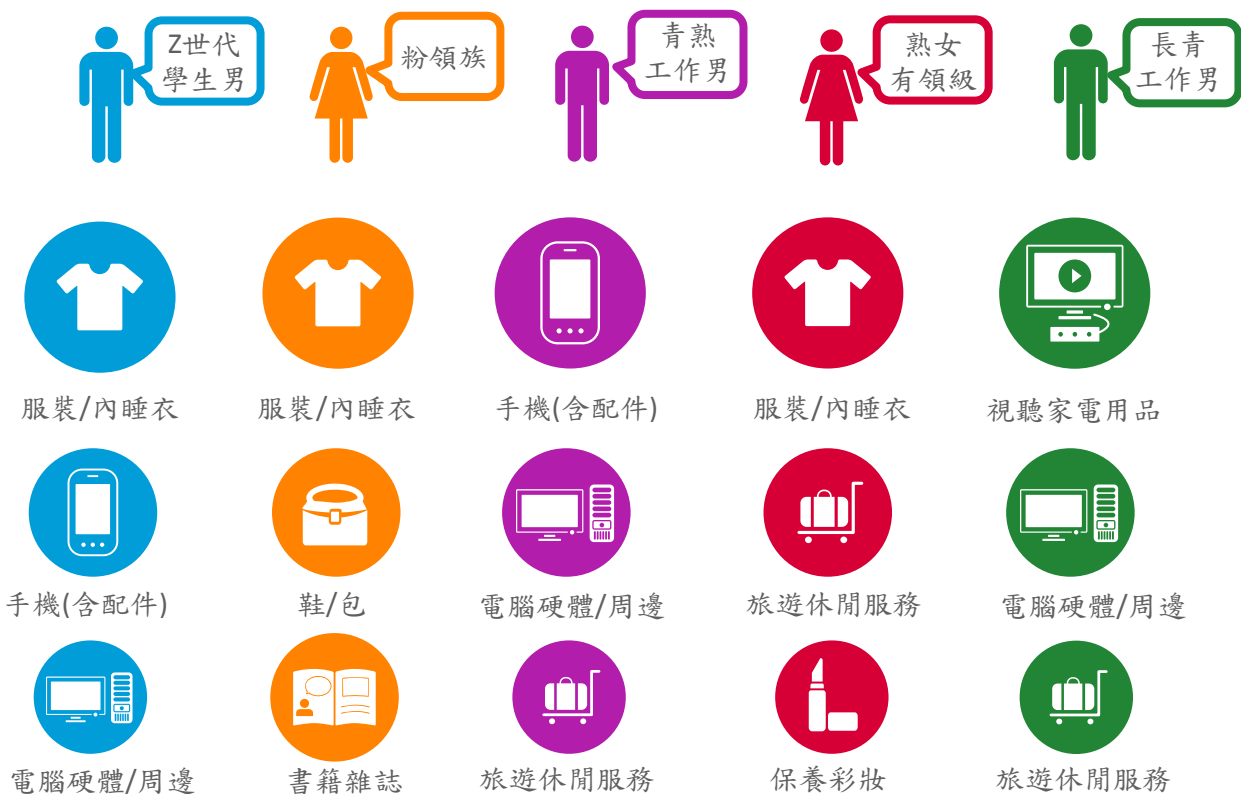 Z世代
學生男
粉領族
青熟
工作男
熟女
有領級
長青
工作男
服裝/內睡衣
服裝/內睡衣
手機(含配件)
服裝/內睡衣
視聽家電用品
手機(含配件)
鞋/包
電腦硬體/周邊
旅遊休閒服務
電腦硬體/周邊
電腦硬體/周邊
書籍雜誌
旅遊休閒服務
保養彩妝
旅遊休閒服務